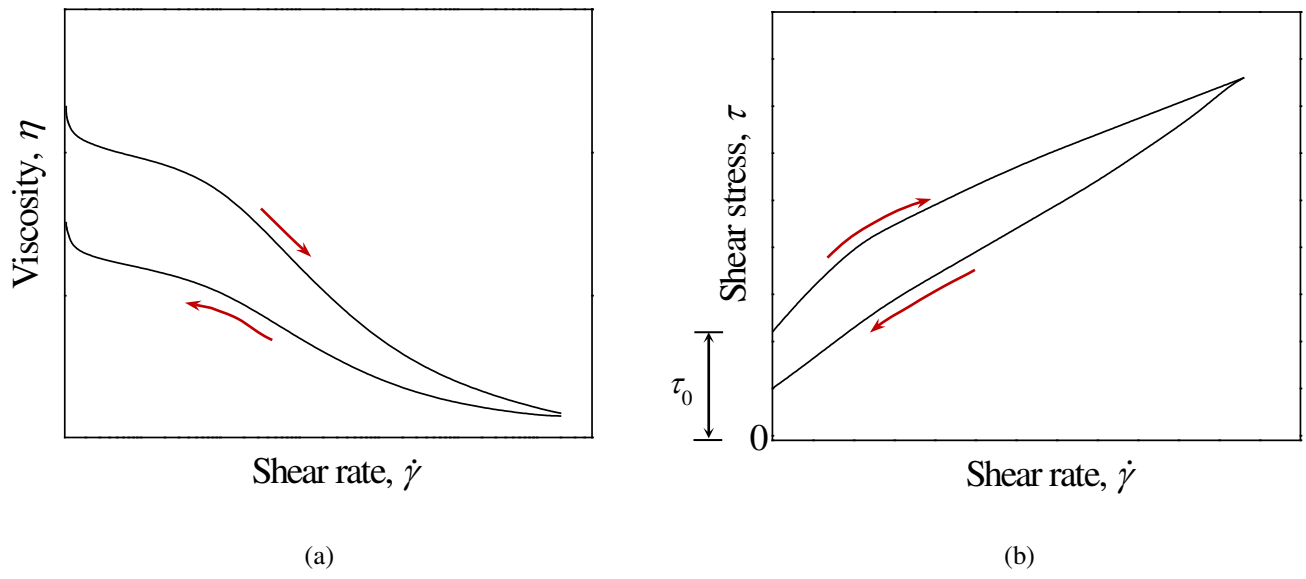 Viscosity, η
Shear rate, γ̇
(a)
Shear stress, τ
τ₀
0
Shear rate, γ̇
(b)